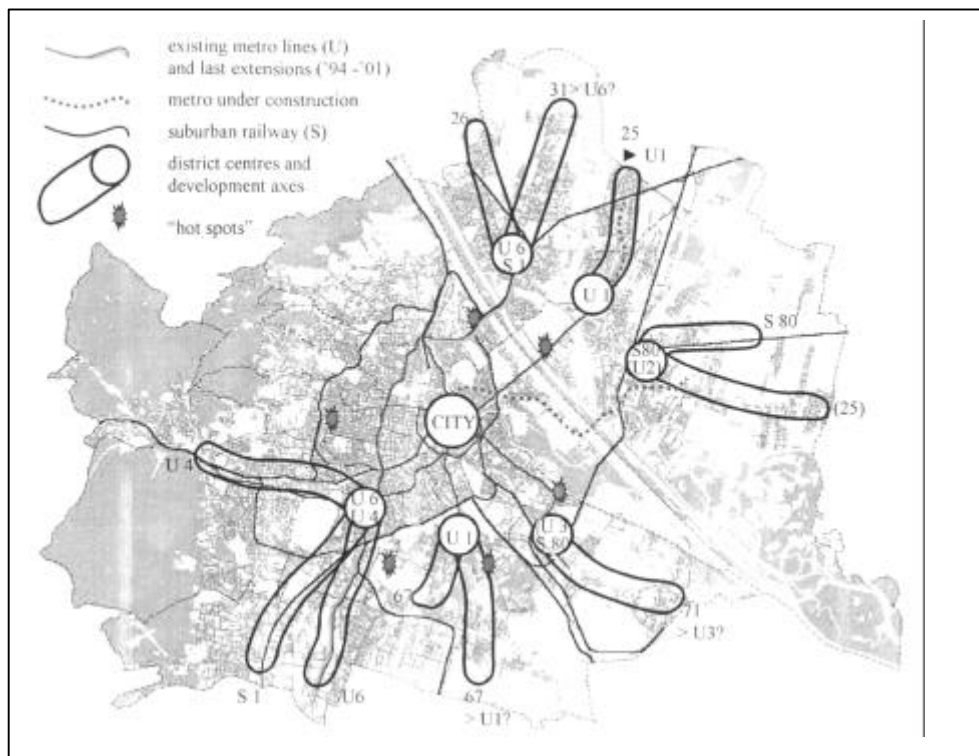 existing metro lines (U)
and last extensions (`94 -`01)
metro under construction
suburban railway (S)
district centres and
development axes
"hot spots"
31> U6?
26
25
▶ U1
U 6
S 1
U 1
S 80
S80
U2
(25)
CITY
U 4
U 6
U 4
U 1
U 3
S 80
67
71
> U3?
S 1
U6
67
> U1?